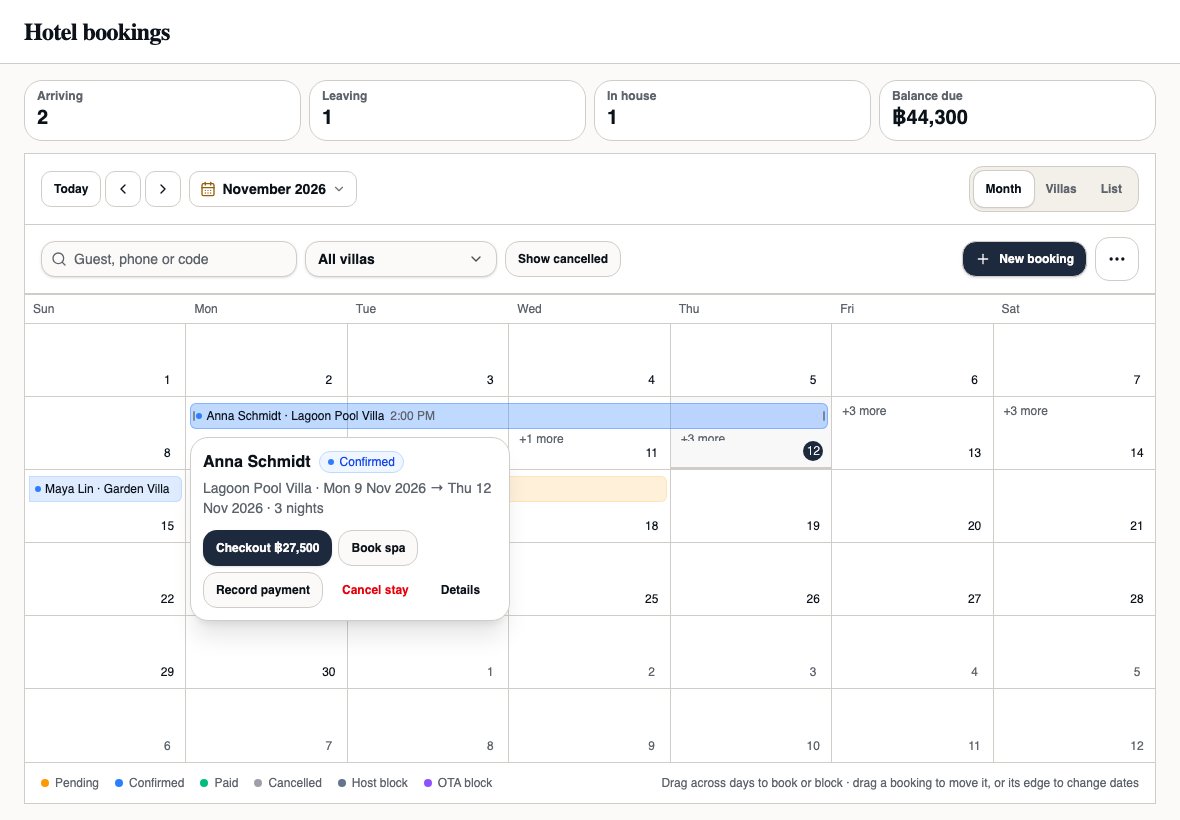 Hotel bookings
Arriving
2
Leaving
1
In house
1
Balance due
฿44,300
Today
November 2026
Month
Villas
List
Guest, phone or code
All villas
Show cancelled
New booking
Sun Mon Tue Wed Thu Fri Sat
1 2 3 4 5 6 7
Anna Schmidt · Lagoon Pool Villa 2:00 PM
+3 more
+3 more
+1 more
+3 more
8 11 12 13 14
Anna Schmidt
Confirmed
Lagoon Pool Villa · Mon 9 Nov 2026 → Thu 12
Nov 2026 · 3 nights
Checkout ฿27,500
Book spa
Record payment
Cancel stay
Details
Maya Lin · Garden Villa
15 18 19 20 21
22 25 26 27 28
29 30 1 2 3 4 5
6 7 8 9 10 11 12
Pending
Confirmed
Paid
Cancelled
Host block
OTA block
Drag across days to book or block · drag a booking to move it, or its edge to change dates